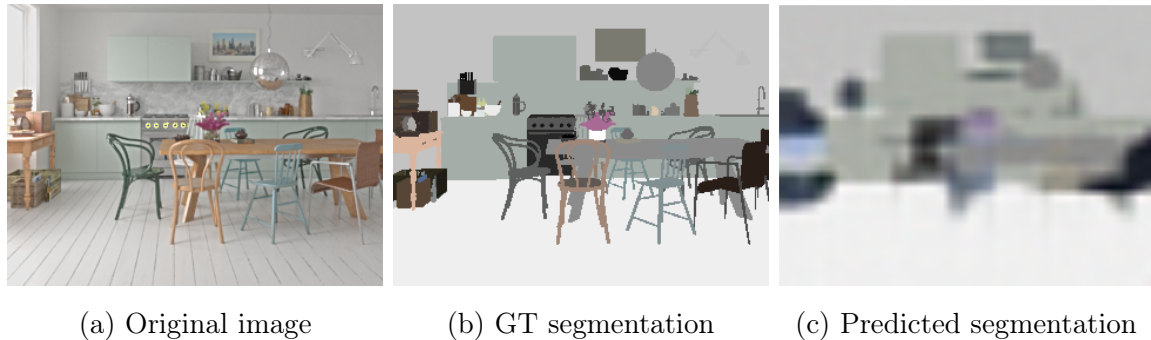 (a) Original image
(b) GT segmentation
(c) Predicted segmentation